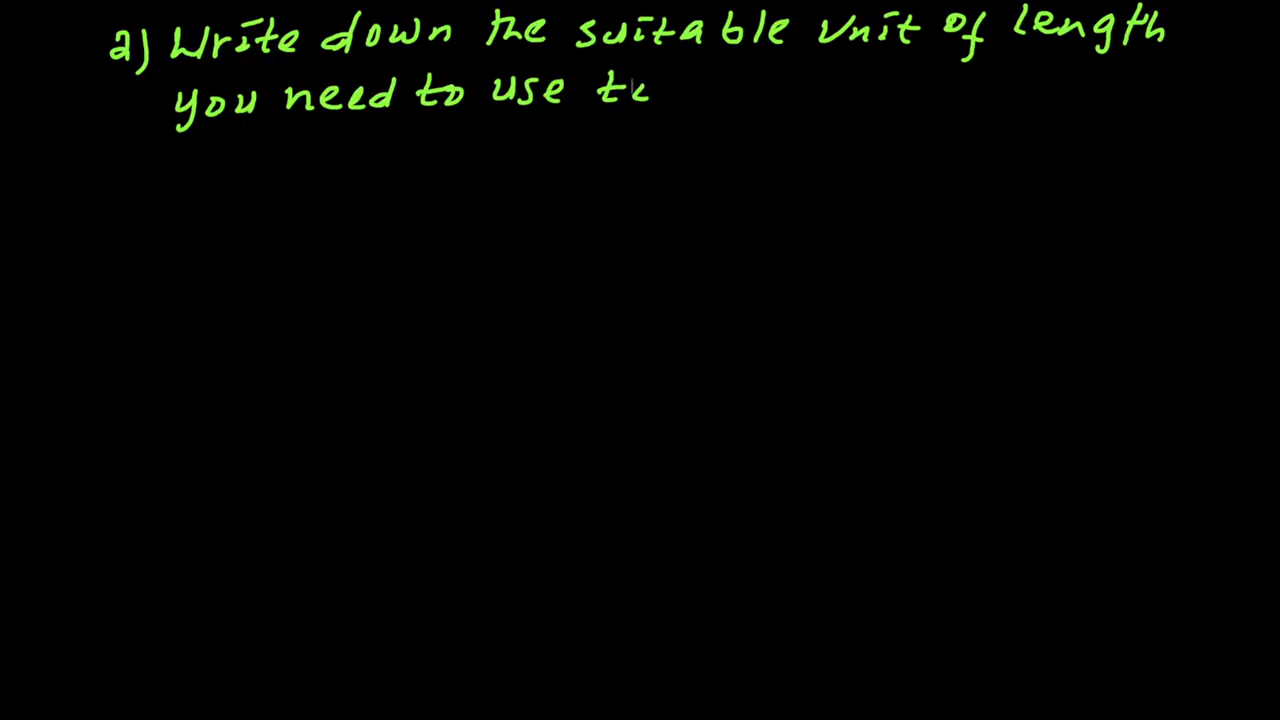 a) Write down the suitable unit of length
you need to use